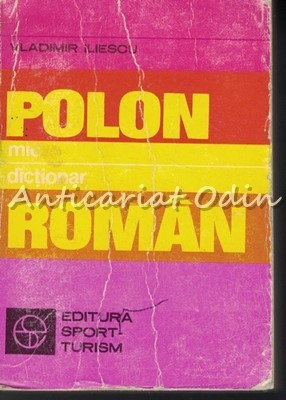 VLADIMIR ILIESCU
POLON
mic
dicționar
Anticariat Odin
ROMÂN
EDITURA
SPORT-
TURISM